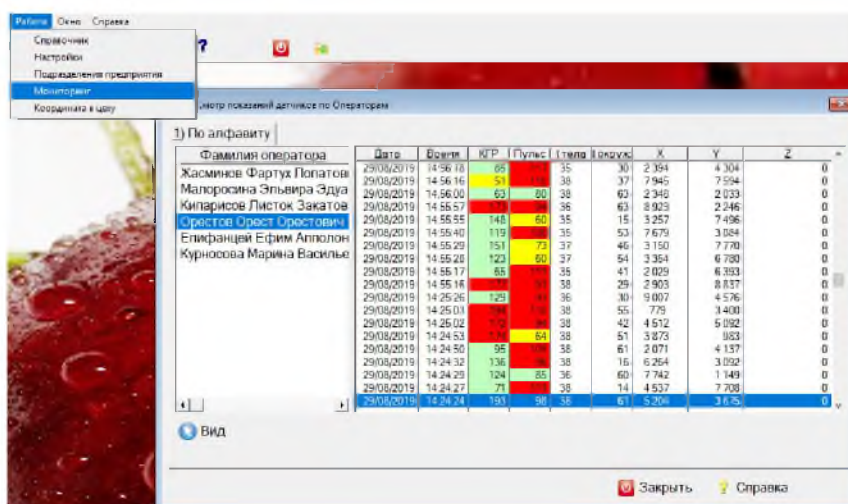 Работа Окно Справка
Справочник
Настройки
Подразделения предприятия
Мониторинг
Координата в цеху
?
смотр показаний датчиков по Операторам
1) По алфавиту
Фамилия оператора
Жасминов Фартух Лопатов
Малоросина Эльвира Эдуа
Кипарисов Листок Закатов
Орестов Орест Орестович
Епифанцей Ефим Апполон
Курносова Марина Василье
Дата Время КГР Пульс t тела t окруж X Y Z
29/08/2019 14:56:18 85 35 30 2 394 4 304 0
29/08/2019 14:56:16 51 38 37 7 945 7 594 0
29/08/2019 14:56:00 63 80 38 63 2 348 2 033 0
29/08/2019 14:55:57 36 63 8 929 2 246 0
29/08/2019 14:55:55 148 60 35 15 3 257 7 496 0
29/08/2019 14:55:40 119 35 53 7 679 3 084 0
29/08/2019 14:55:29 151 73 37 46 3 150 7 770 0
29/08/2019 14:55:28 123 60 37 54 3 354 6 780 0
29/08/2019 14:55:17 65 35 41 2 029 6 393 0
29/08/2019 14:55:16 38 29 2 903 8 837 0
29/08/2019 14:25:26 129 36 30 9 007 4 576 0
29/08/2019 14:25:03 38 55 779 3 400 0
29/08/2019 14:25:02 38 42 4 512 5 092 0
29/08/2019 14:24:53 64 38 51 3 873 983 0
29/08/2019 14:24:50 95 38 61 2 071 4 137 0
29/08/2019 14:24:32 136 38 16 6 264 3 092 0
29/08/2019 14:24:29 124 85 36 60 7 742 1 149 0
29/08/2019 14:24:27 71 38 14 4 537 7 708 0
29/08/2019 14:24:24 193 98 38 61 5 204 3 675 0
Вид
Закрыть ? Справка